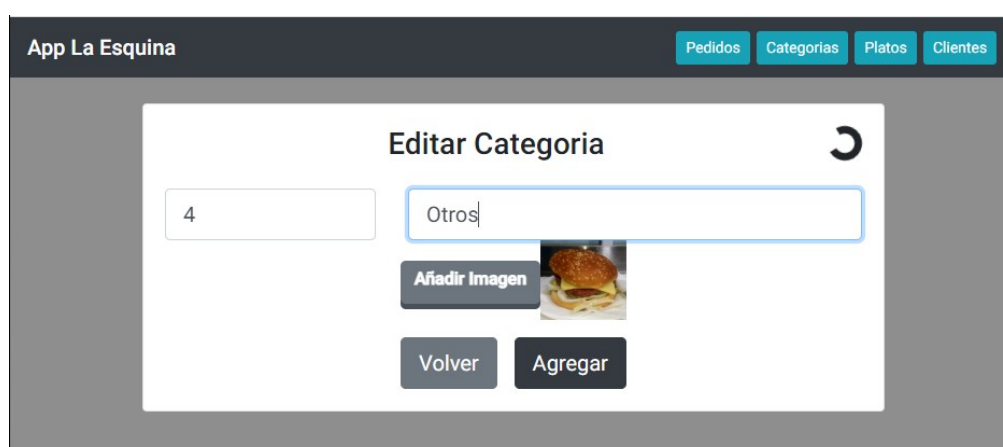 App La Esquina Pedidos Categorias Platos Clientes
Editar Categoria
4 Otros
Añadir Imagen
Volver Agregar